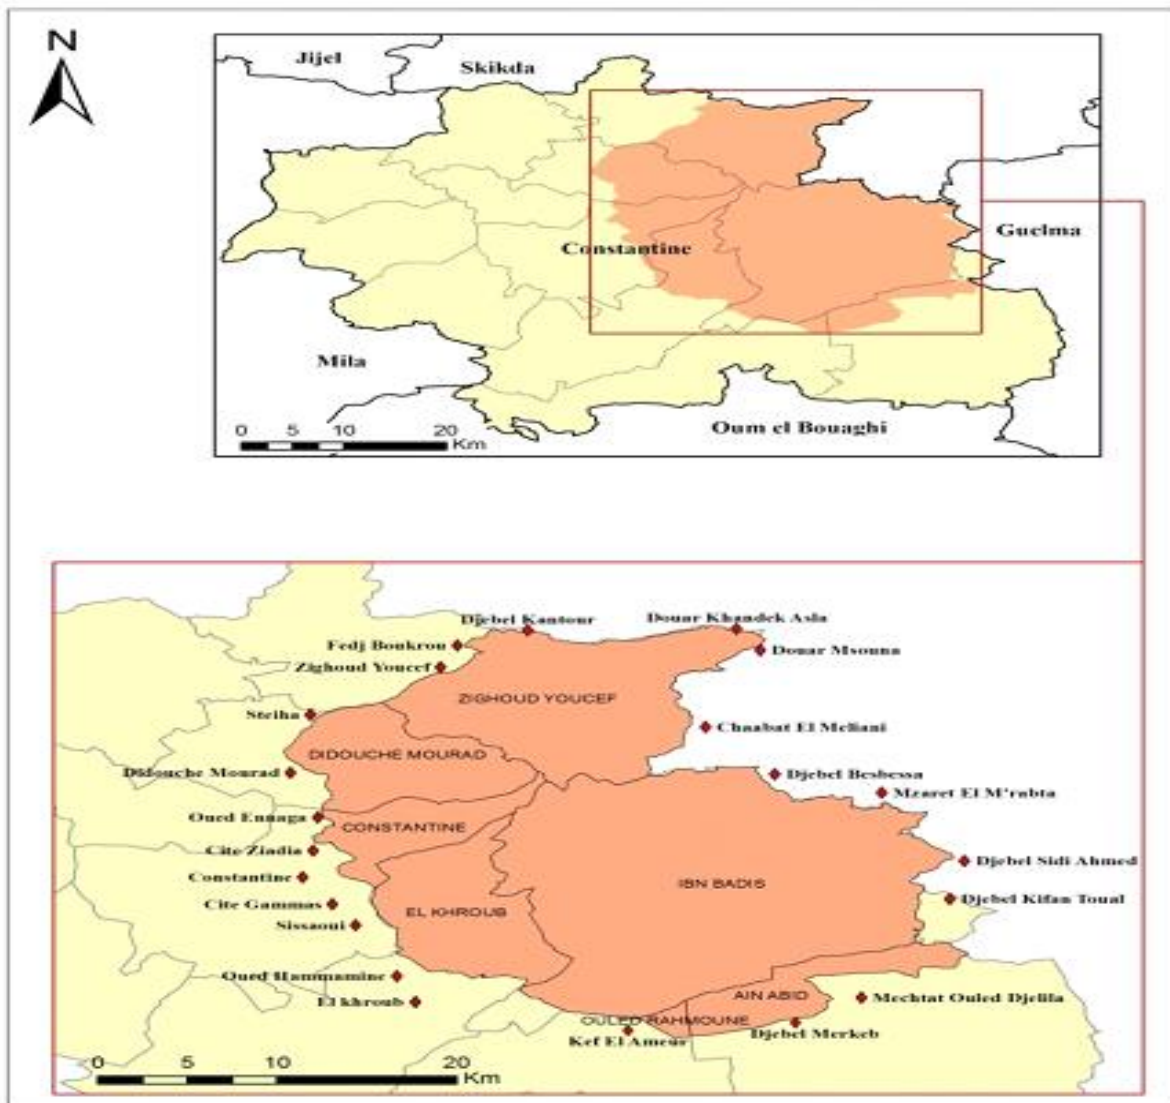 N
Jijel
Skikda
Constantine
Guelma
Mila
Oum el Bouaghi
0 5 10 20
Km
Djebel Kantour
Douar Khandek Asla
Fedj Boukrou
Douar Msouna
Zighoud Youcef
ZIGHOUD YOUCEF
Steiha
Chaabat El Meliani
DIDOUCHE MOURAD
Didouche Mourad
Djebel Besbessa
Mzaret El M'rabta
Oued Ennaga
CONSTANTINE
Cite Ziadia
Djebel Sidi Ahmed
Constantine
IBN BADIS
Djebel Kifan Toual
Cite Gammas
EL KHROUB
Sissaoui
Oued Hammamine
El khroub
AIN ABID
Mechtat Ouled Djelila
OULED RAHMOUNE
Djebel Merkeb
Kef El Ameur
0 5 10 20
Km